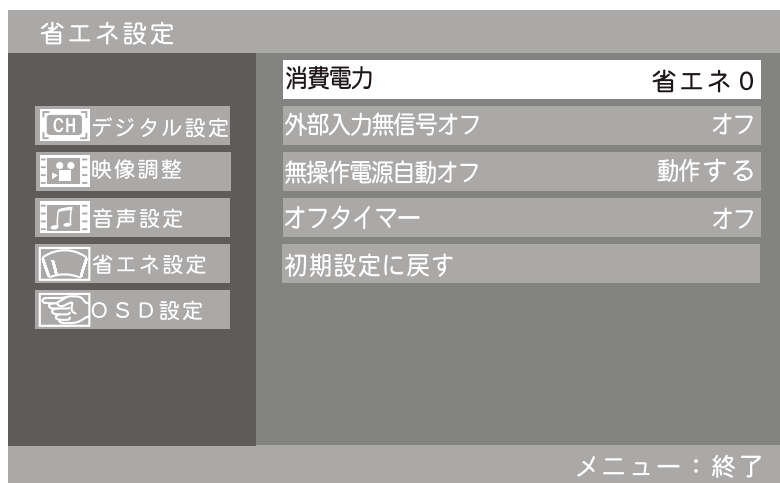 省エネ設定
CH デジタル設定
映像調整
音声設定
省エネ設定
OSD設定
消費電力 省エネ0
外部入力無信号オフ オフ
無操作電源自動オフ 動作する
オフタイマー オフ
初期設定に戻す
メニュー：終了